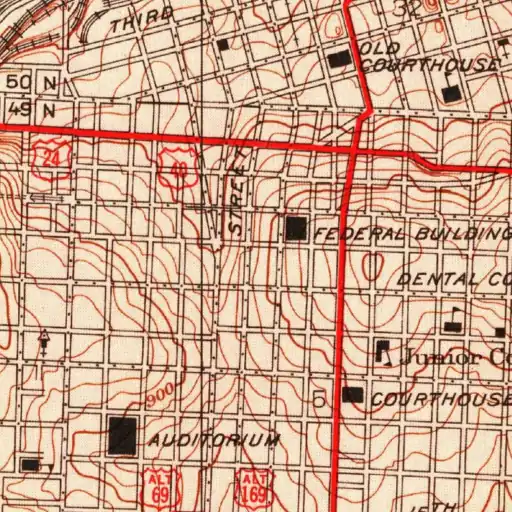 THIRD
32
OLD
COURTHOUSE
50 N
49 N
24
40
STREET
FEDERAL BUILDING
DENTAL CO
Junior Co
900
5
COURTHOUSE
AUDITORIUM
ALT
69
ALT
169
15TH